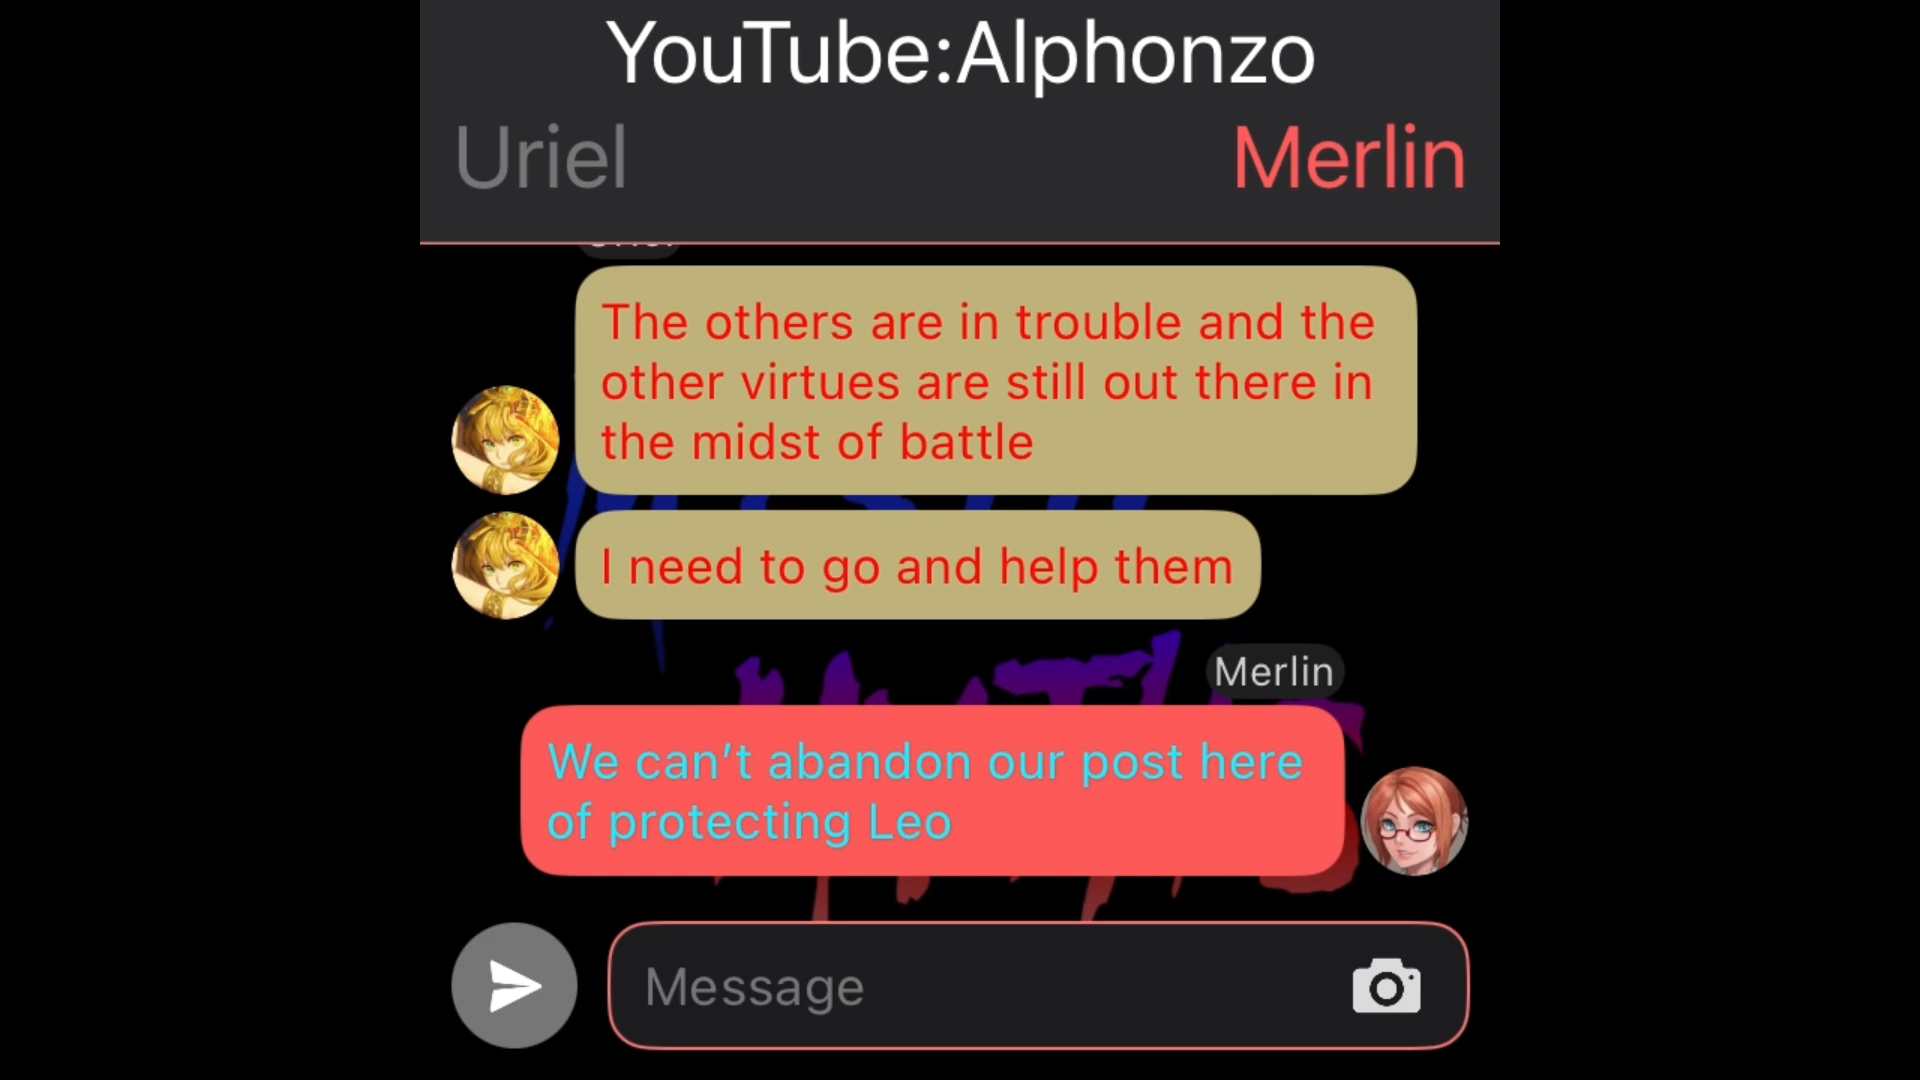 YouTube:Alphonzo
Uriel
Merlin
The others are in trouble and the
other virtues are still out there in
the midst of battle
I need to go and help them
Merlin
We can't abandon our post here
of protecting Leo
Message